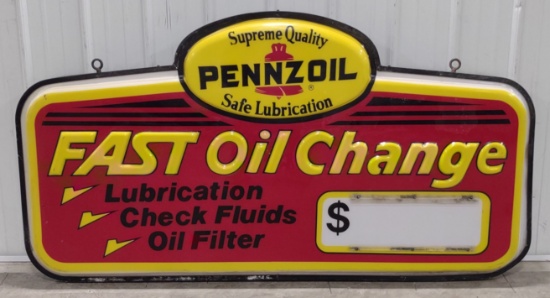 Supreme Quality
PENNZOIL®
Safe Lubrication
FAST Oil Change
Lubrication
Check Fluids
Oil Filter
$